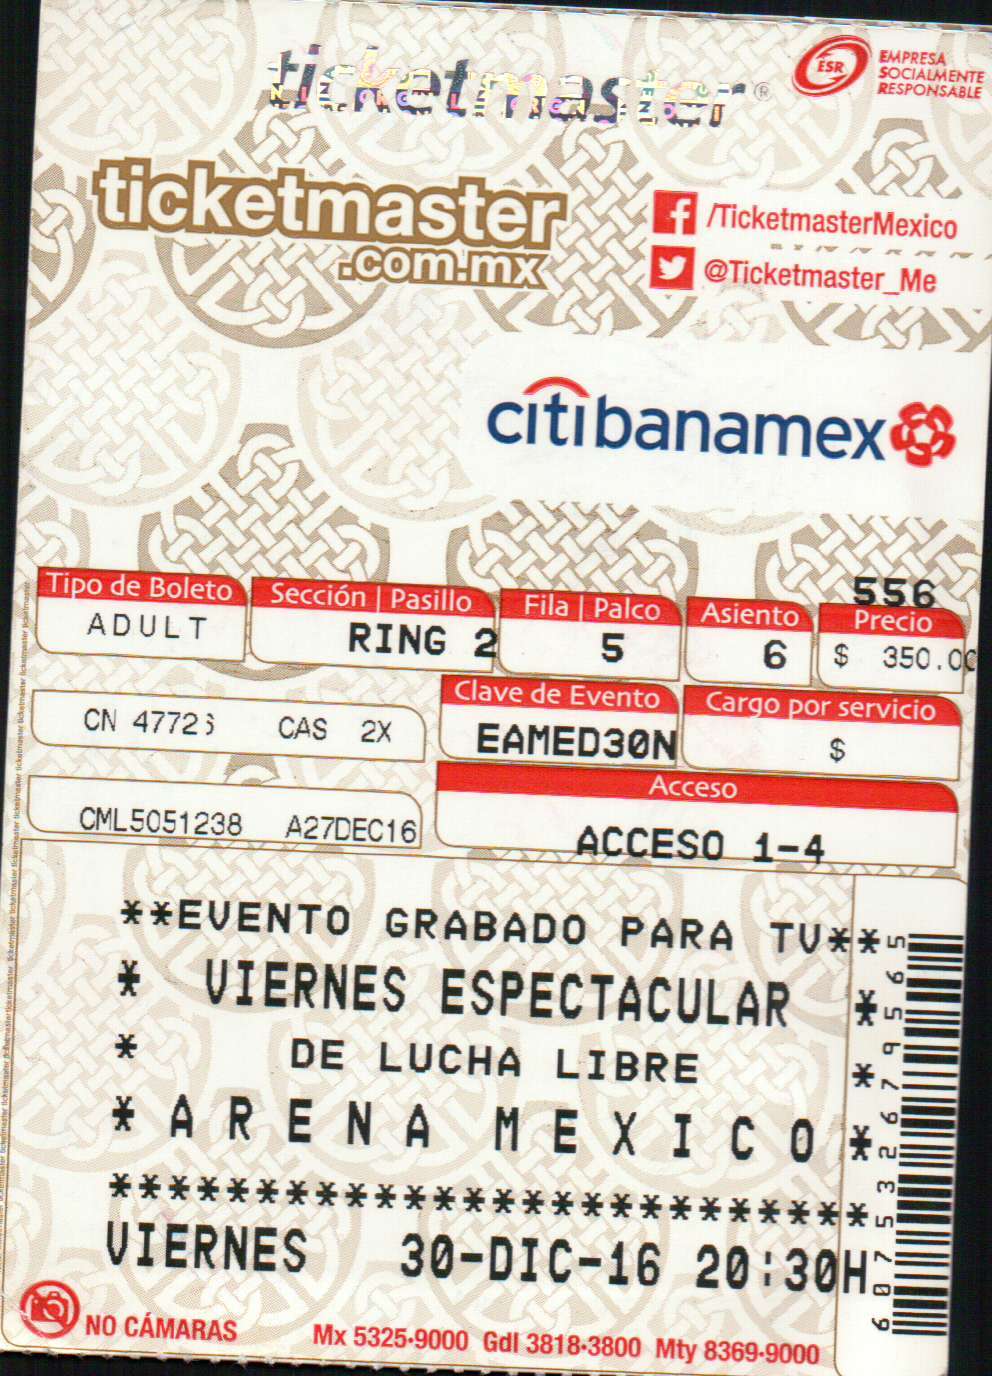 ticketmaster®
ESR EMPRESA SOCIALMENTE RESPONSABLE
ticketmaster
.com.mx
/TicketmasterMexico
@Ticketmaster_Me
citibanamex
556
Tipo de Boleto Sección | Pasillo Fila | Palco Asiento Precio
ADULT RING 2 5 6 $ 350.00
Clave de Evento Cargo por servicio
CN 47726 CAS 2X EAMED30N $
Acceso
CML5051238 A27DEC16 ACCESO 1-4
**EVENTO GRABADO PARA TV**
* VIERNES ESPECTACULAR *
* DE LUCHA LIBRE *
* A R E N A M E X I C O *
**************************
VIERNES 30-DIC-16 20:30H
NO CÁMARAS
Mx 5325•9000 Gdl 3818•3800 Mty 8369•9000